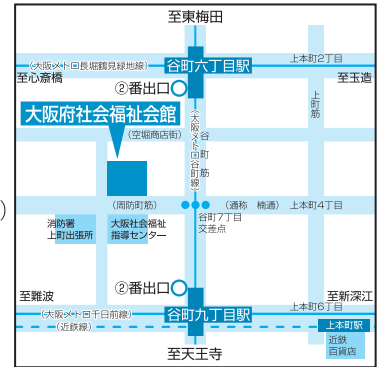 至東梅田
(大阪メトロ長堀鶴見緑地線)
谷町六丁目駅
上本町2丁目
至心斎橋
至玉造
②番出口
大阪府社会福祉会館
(空堀商店街)
(大阪メトロ谷町線)
谷町筋
上町筋
(周防町筋)
(通称 楠通)
上本町4丁目
消防署
上町出張所
大阪社会福祉
指導センター
谷町7丁目
交差点
)
②番出口
至難波
至新深江
(大阪メトロ千日前線)
谷町九丁目駅
上本町6丁目
(近鉄線)
上本町駅
近鉄
百貨店
至天王寺